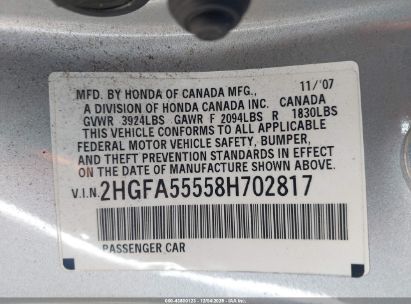 MFD. BY HONDA OF CANADA MFG., 11/'07
A DIVISION OF HONDA CANADA INC. CANADA
GVWR 3924LBS GAWR F 2094LBS R 1830LBS
THIS VEHICLE CONFORMS TO ALL APPLICABLE
FEDERAL MOTOR VEHICLE SAFETY, BUMPER,
AND THEFT PREVENTION STANDARDS IN EFFECT
ON THE DATE OF MANUFACTURE SHOWN ABOVE.
V.I.N. 2HGFA55558H702817
PASSENGER CAR